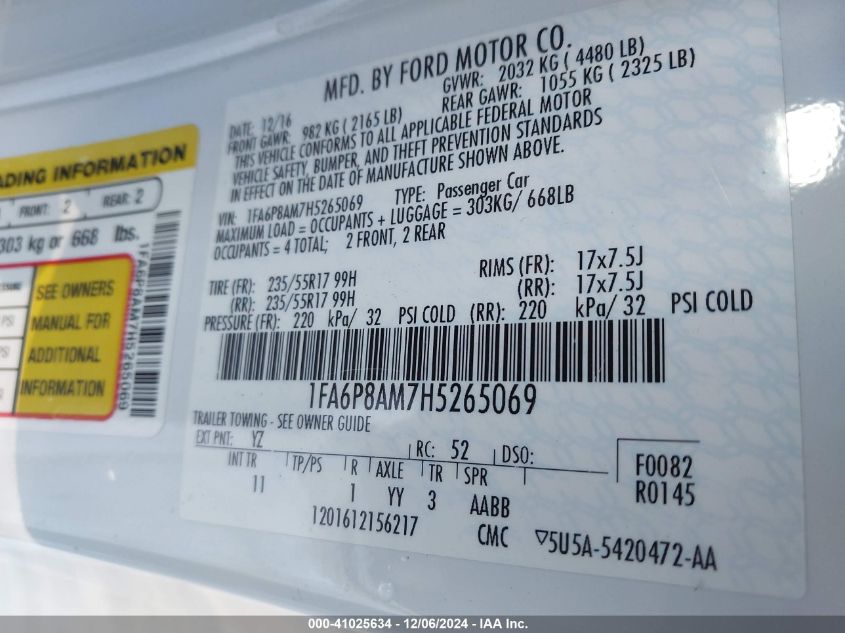 MFD. BY FORD MOTOR CO.
DATE: 12/16 GVWR: 2032 KG ( 4480 LB)
FRONT GAWR: 982 KG ( 2165 LB) REAR GAWR: 1055 KG ( 2325 LB)
THIS VEHICLE CONFORMS TO ALL APPLICABLE FEDERAL MOTOR
VEHICLE SAFETY, BUMPER, AND THEFT PREVENTION STANDARDS
IN EFFECT ON THE DATE OF MANUFACTURE SHOWN ABOVE.
VIN: 1FA6P8AM7H5265069 TYPE: Passenger Car
MAXIMUM LOAD = OCCUPANTS + LUGGAGE = 303KG/ 668LB
OCCUPANTS = 4 TOTAL; 2 FRONT, 2 REAR
TIRE (FR): 235/55R17 99H RIMS (FR): 17x7.5J
(RR): 235/55R17 99H (RR): 17x7.5J
PRESSURE (FR): 220 kPa/ 32 PSI COLD (RR): 220 kPa/ 32 PSI COLD
1FA6P8AM7H5265069
TRAILER TOWING - SEE OWNER GUIDE
EXT PNT: YZ RC: 52 DSO:
INT TR TP/PS R AXLE TR SPR F0082
11 1 YY 3 AABB R0145
1201612156217 CMC 5U5A-5420472-AA
ADING INFORMATION
FRONT: 2 REAR: 2
303 kg or 668 lbs.
SEE OWNERS
MANUAL FOR
ADDITIONAL
INFORMATION
PSI
PSI
1FA6P8AM7H5265069
000-41025634 - 12/06/2024 - IAA Inc.